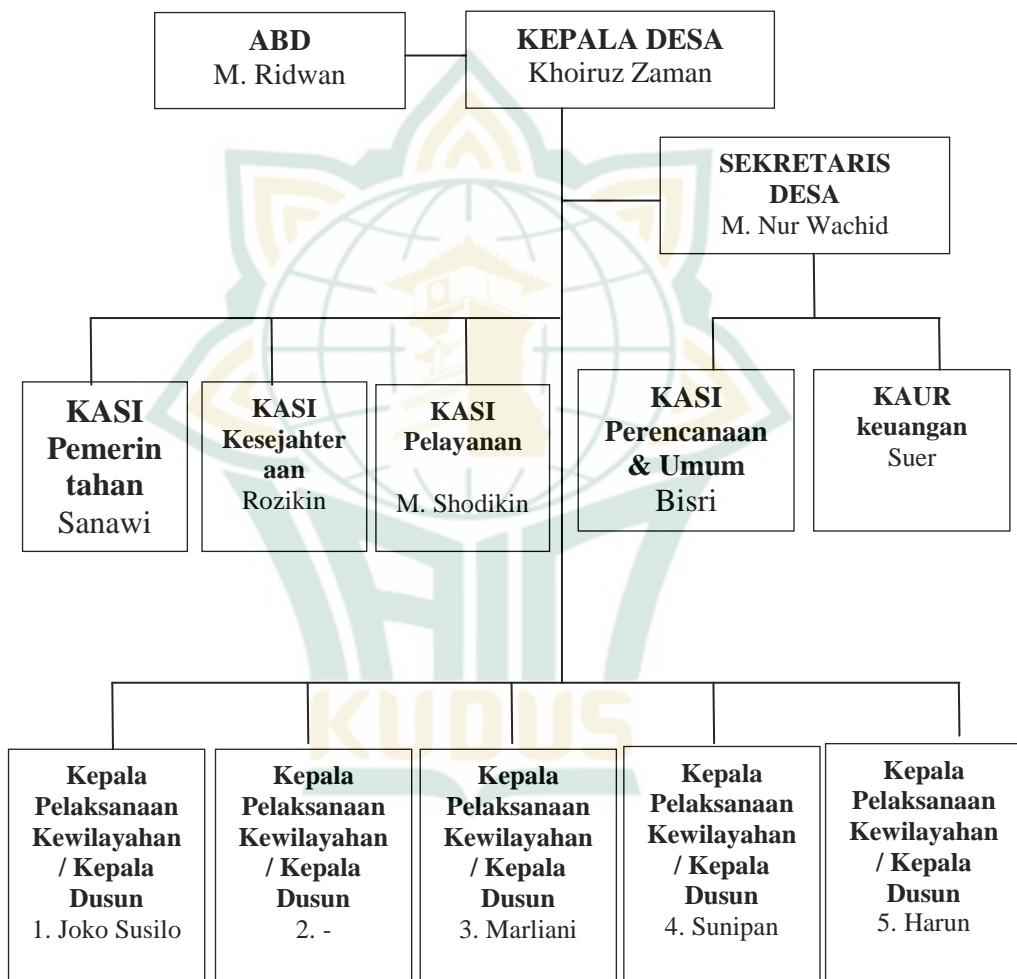 ABD
M. Ridwan
KEPALA DESA
Khoiruz Zaman
SEKRETARIS
DESA
M. Nur Wachid
KASI
Pemerin
tahan
Sanawi
KASI
Kesejahter
aan
Rozikin
KASI
Pelayanan
M. Shodikin
KASI
Perencanaan
& Umum
Bisri
KAUR
keuangan
Suer
KUDUS
Kepala
Pelaksanaan
Kewilayahan
/ Kepala
Dusun
1. Joko Susilo
Kepala
Pelaksanaan
Kewilayahan
/ Kepala
Dusun
2. -
Kepala
Pelaksanaan
Kewilayahan
/ Kepala
Dusun
3. Marliani
Kepala
Pelaksanaan
Kewilayahan
/ Kepala
Dusun
4. Sunipan
Kepala
Pelaksanaan
Kewilayahan
/ Kepala
Dusun
5. Harun